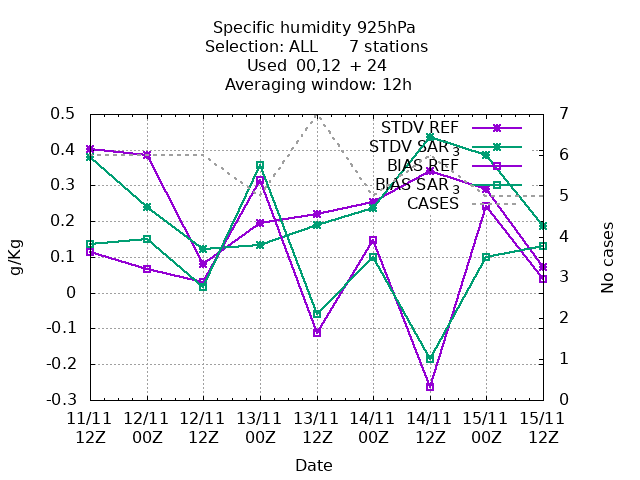 Specific humidity 925hPa
Selection: ALL      7 stations
Used  00,12  + 24
Averaging window: 12h
0.5
0.4
0.3
0.2
0.1
0
-0.1
-0.2
-0.3
g/Kg
7
6
5
4
3
2
1
0
No cases
STDV REF
STDV SAR_3
BIAS REF
BIAS SAR_3
CASES
11/11 12/11 12/11 13/11 13/11 14/11 14/11 15/11 15/11
12Z 00Z 12Z 00Z 12Z 00Z 12Z 00Z 12Z
Date